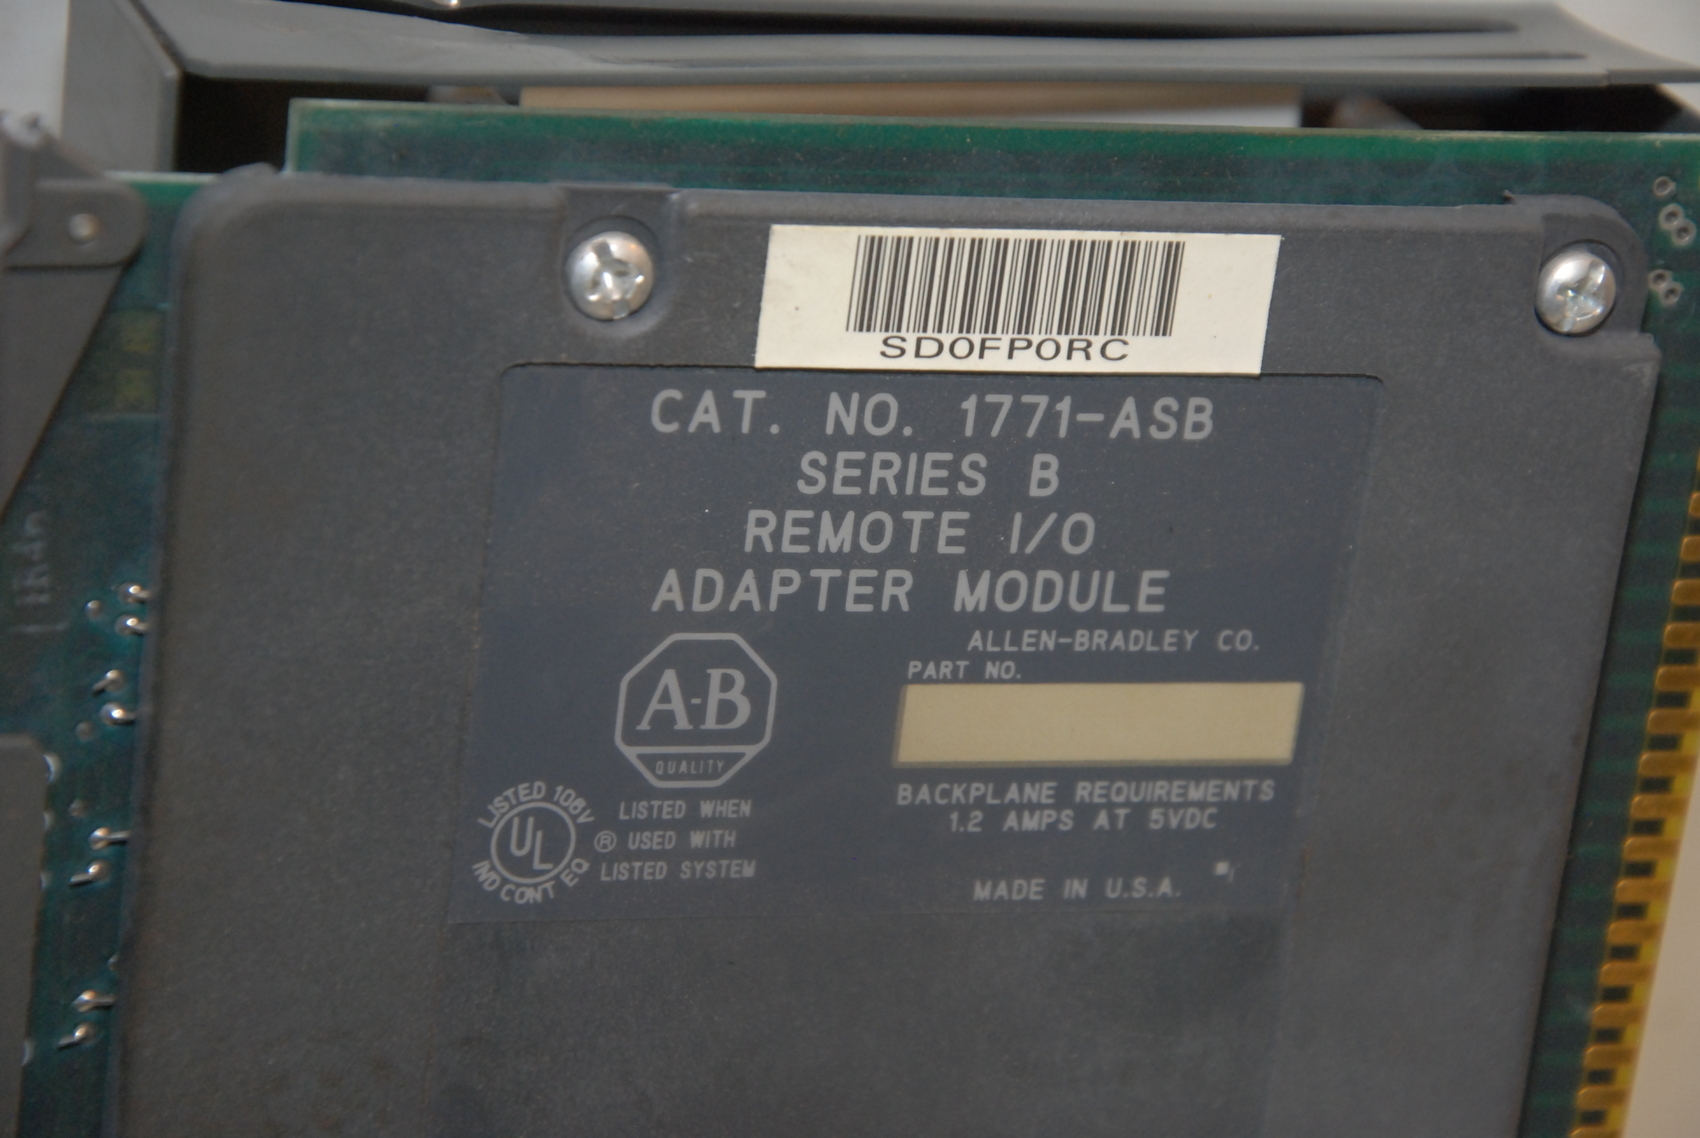 SD0FP0RC
CAT. NO. 1771-ASB
SERIES B
REMOTE I/O
ADAPTER MODULE
ALLEN-BRADLEY CO.
PART NO.
A-B
QUALITY
BACKPLANE REQUIREMENTS
1.2 AMPS AT 5VDC
LISTED 106V
UL
IND CONT EQ
®
LISTED WHEN
USED WITH
LISTED SYSTEM
MADE IN U.S.A.